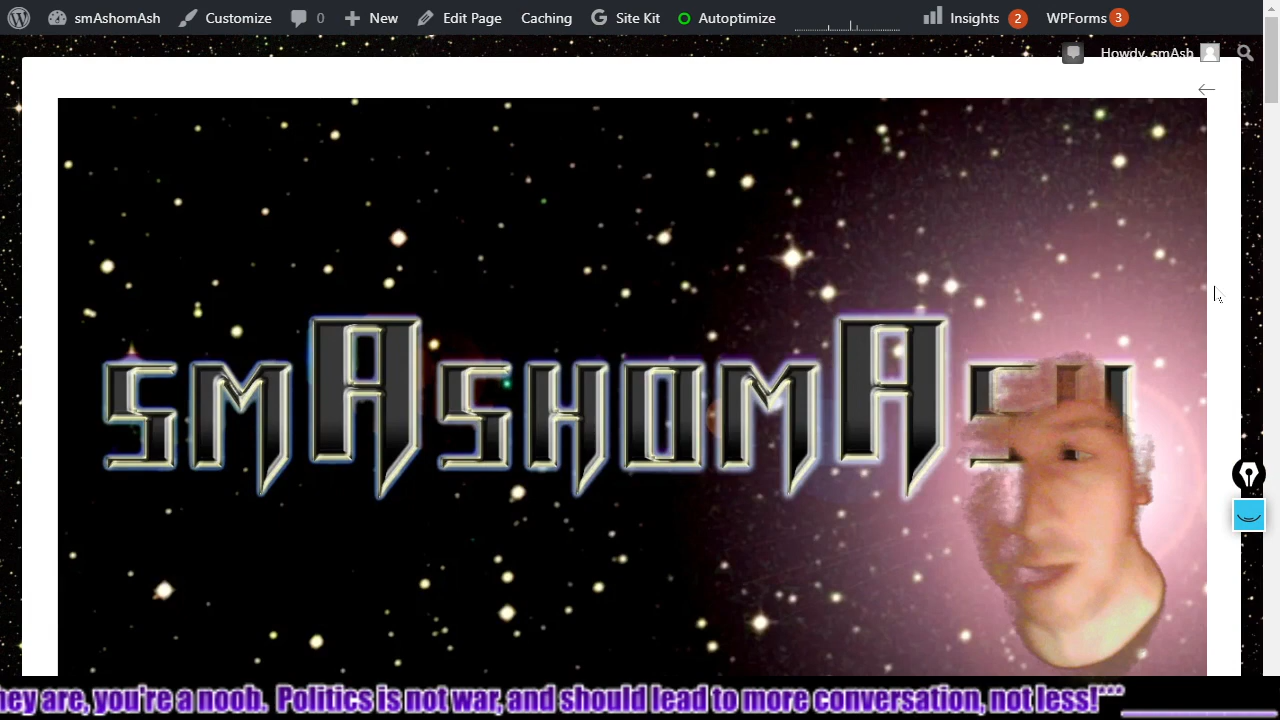 smAshomAsh Customize 0 New Edit Page Caching Site Kit Autoptimize Insights 2 WPForms 3
Howdy, smAsh
smAshomAsh
hey are, you're a noob. Politics is not war, and should lead to more conversation, not less!***